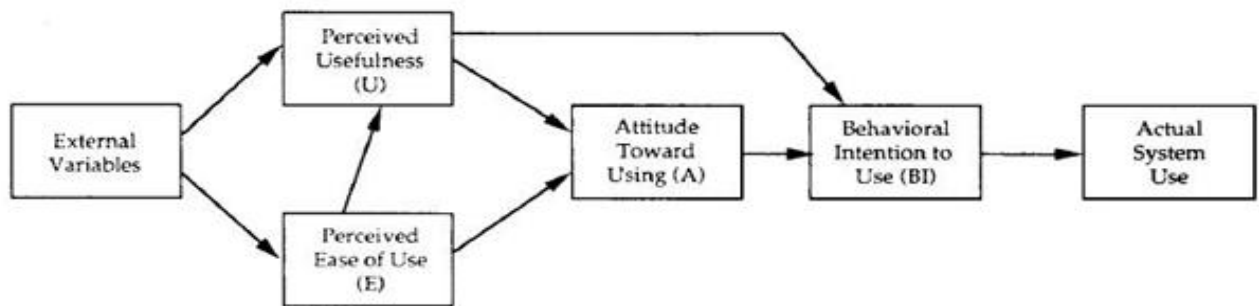 External
Variables
Perceived
Usefulness
(U)
Perceived
Ease of Use
(E)
Attitude
Toward
Using (A)
Behavioral
Intention to
Use (BI)
Actual
System
Use